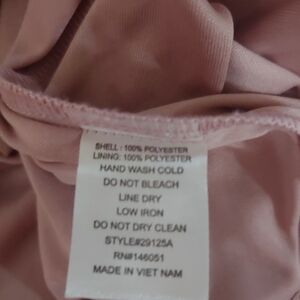 SHELL: 100% POLYESTER
LINING: 100% POLYESTER
HAND WASH COLD
DO NOT BLEACH
LINE DRY
LOW IRON
DO NOT DRY CLEAN
STYLE#29125A
RN#146051
MADE IN VIET NAM